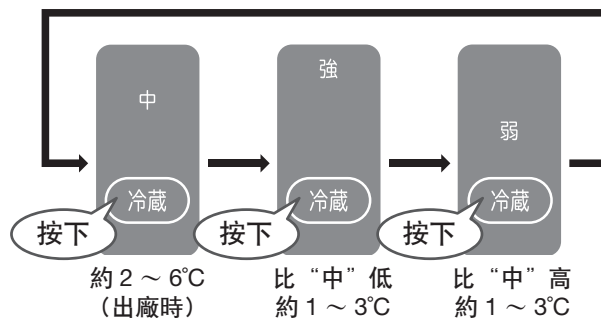 中
冷蔵
按下
約 2 ～ 6℃
（出廠時）
強
冷蔵
按下
比“中”低
約 1 ～ 3℃
弱
冷蔵
按下
比“中”高
約 1 ～ 3℃